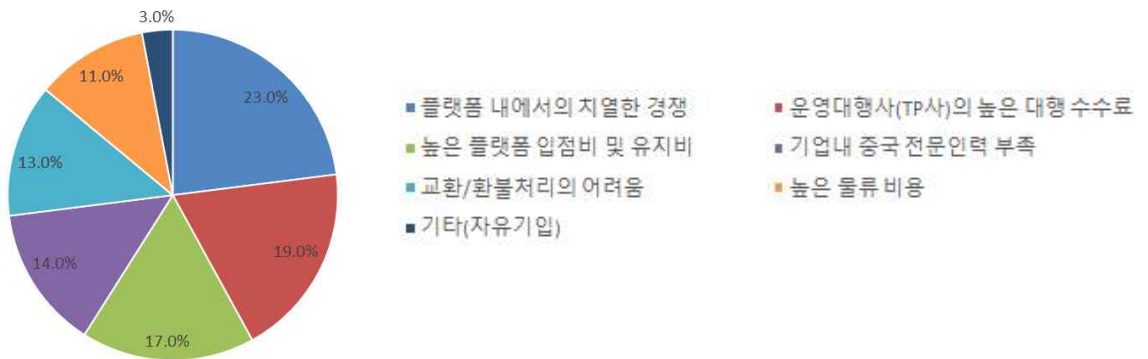 3.0%
11.0%
23.0%
13.0%
14.0%
19.0%
17.0%
플랫폼 내에서의 치열한 경쟁
운영대행사(TP사)의 높은 대행 수수료
높은 플랫폼 입점비 및 유지비
기업내 중국 전문인력 부족
교환/환불처리의 어려움
높은 물류 비용
기타(자유기입)